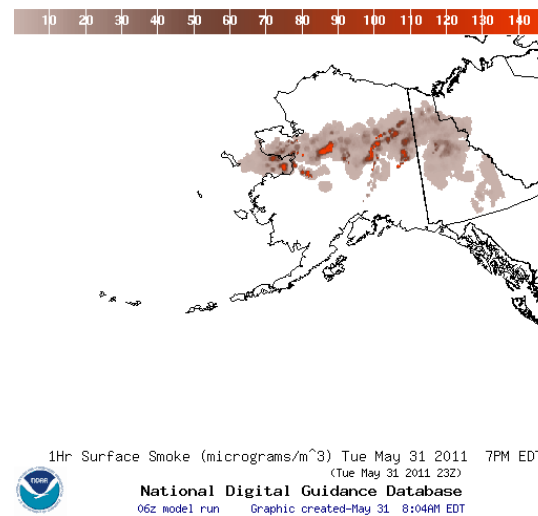 10 20 30 40 50 60 70 80 90 100 110 120 130 140
1Hr Surface Smoke (micrograms/m^3) Tue May 31 2011 7PM EDT
(Tue May 31 2011 23Z)
noaa
National Digital Guidance Database
06z model run Graphic created-May 31 8:04AM EDT